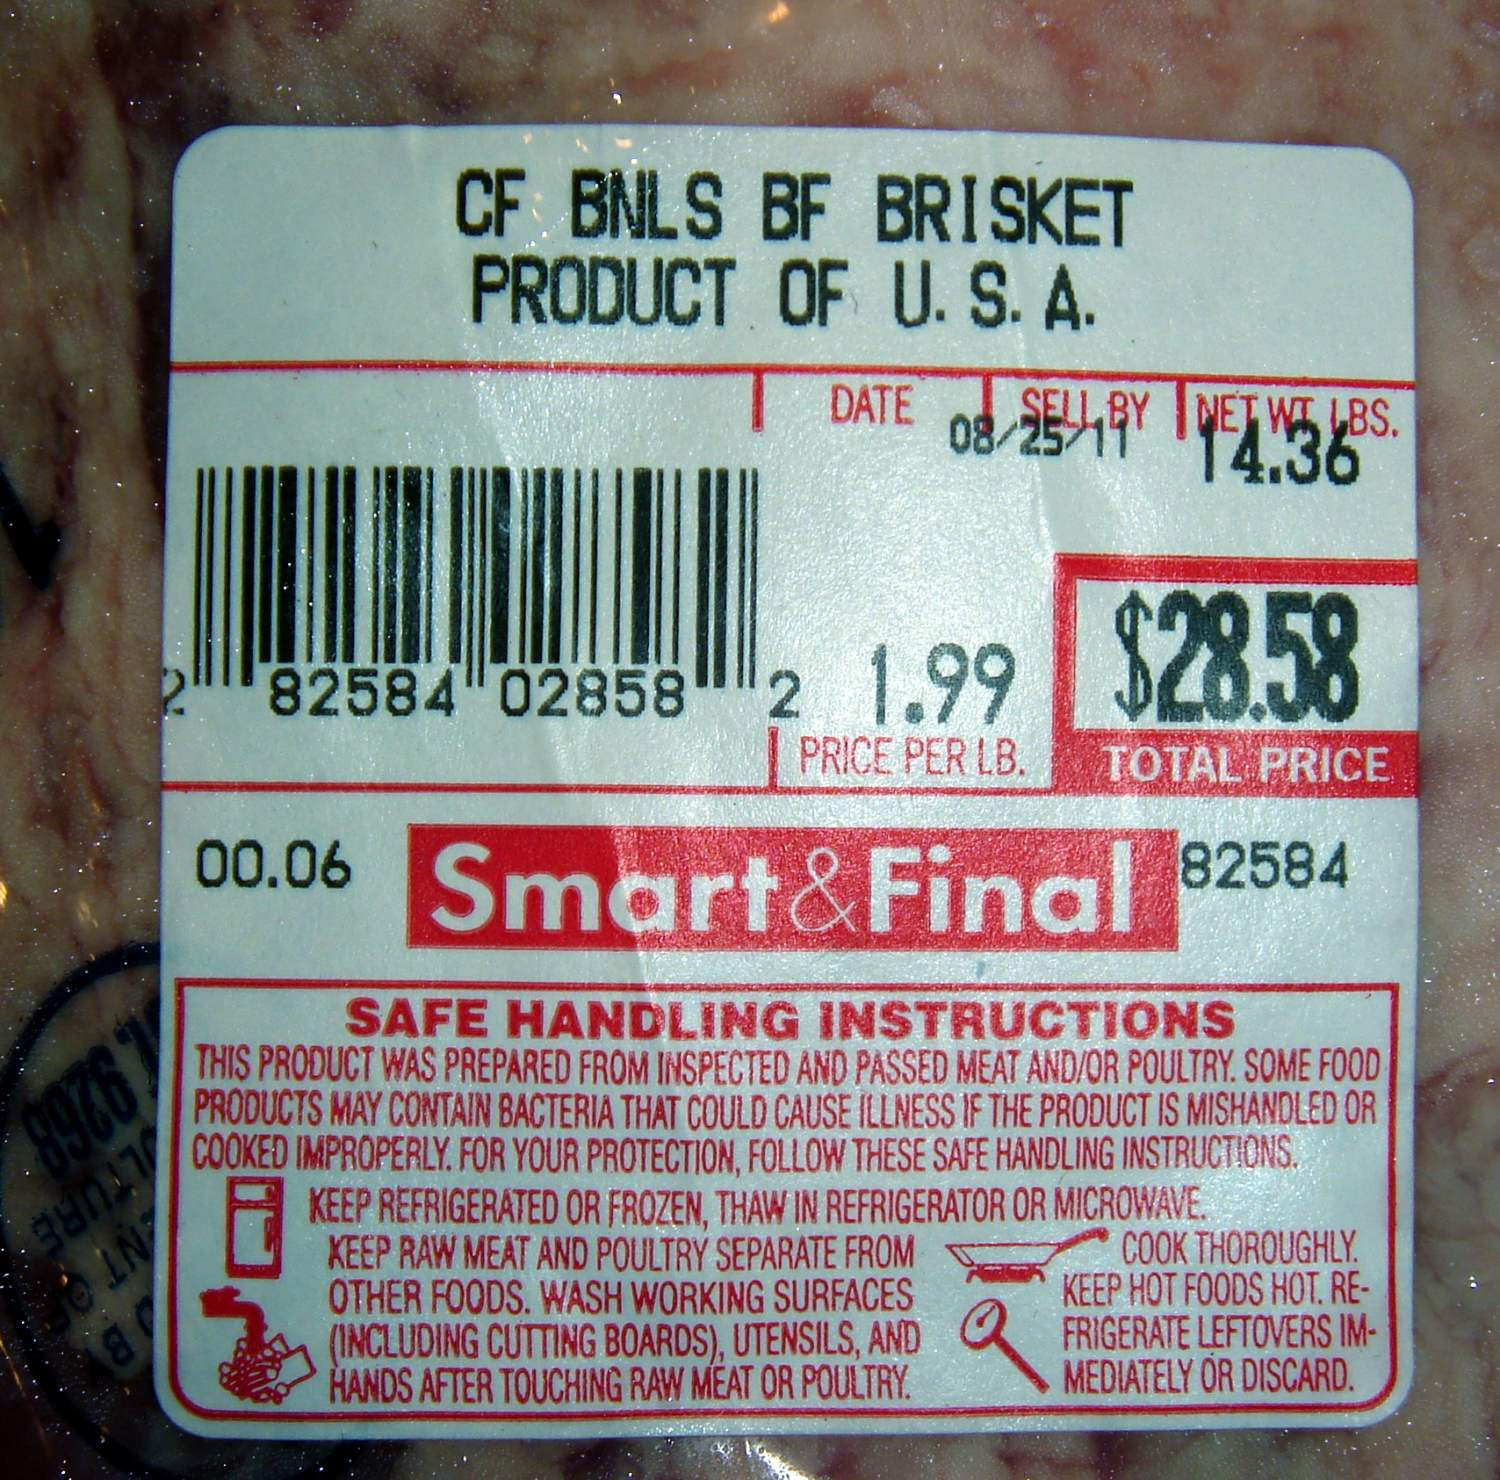 CF BNLS BF BRISKET
PRODUCT OF U.S.A.
DATE SELL BY NET WT. LBS.
08/25/11 14.36
2 82584 02858 2
1.99
PRICE PER LB.
$28.58
TOTAL PRICE
00.06
Smart&Final
82584
SAFE HANDLING INSTRUCTIONS
THIS PRODUCT WAS PREPARED FROM INSPECTED AND PASSED MEAT AND/OR POULTRY. SOME FOOD
PRODUCTS MAY CONTAIN BACTERIA THAT COULD CAUSE ILLNESS IF THE PRODUCT IS MISHANDLED OR
COOKED IMPROPERLY. FOR YOUR PROTECTION, FOLLOW THESE SAFE HANDLING INSTRUCTIONS.
KEEP REFRIGERATED OR FROZEN, THAW IN REFRIGERATOR OR MICROWAVE.
KEEP RAW MEAT AND POULTRY SEPARATE FROM
OTHER FOODS. WASH WORKING SURFACES
(INCLUDING CUTTING BOARDS), UTENSILS, AND
HANDS AFTER TOUCHING RAW MEAT OR POULTRY.
COOK THOROUGHLY.
KEEP HOT FOODS HOT. RE-
FRIGERATE LEFTOVERS IM-
MEDIATELY OR DISCARD.
9268